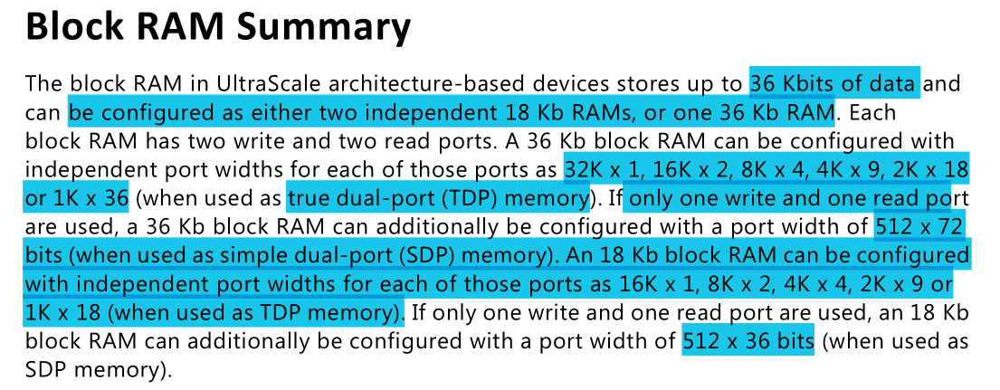 Block RAM Summary
The block RAM in UltraScale architecture-based devices stores up to 36 Kbits of data and
can be configured as either two independent 18 Kb RAMs, or one 36 Kb RAM. Each
block RAM has two write and two read ports. A 36 Kb block RAM can be configured with
independent port widths for each of those ports as 32K x 1, 16K x 2, 8K x 4, 4K x 9, 2K x 18
or 1K x 36 (when used as true dual-port (TDP) memory). If only one write and one read port
are used, a 36 Kb block RAM can additionally be configured with a port width of 512 x 72
bits (when used as simple dual-port (SDP) memory). An 18 Kb block RAM can be configured
with independent port widths for each of those ports as 16K x 1, 8K x 2, 4K x 4, 2K x 9 or
1K x 18 (when used as TDP memory). If only one write and one read port are used, an 18 Kb
block RAM can additionally be configured with a port width of 512 x 36 bits (when used as
SDP memory).